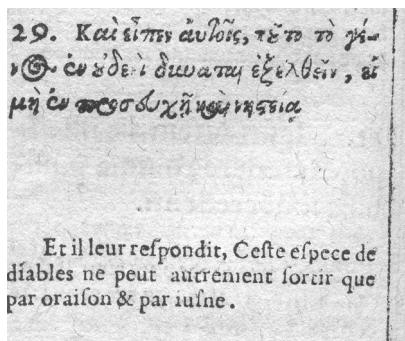 29. Καὶ εἶπεν αὐτοῖς, τοῦτο τὸ γέ-
νος ἐν οὐδενὶ δύναται ἐξελθεῖν, εἰ
μὴ ἐν προσευχῇ καὶ νηστείᾳ
Et il leur reſpondit, Ceſte eſpece de
diables ne peut autrement ſortir que
par oraiſon & par iuſne.